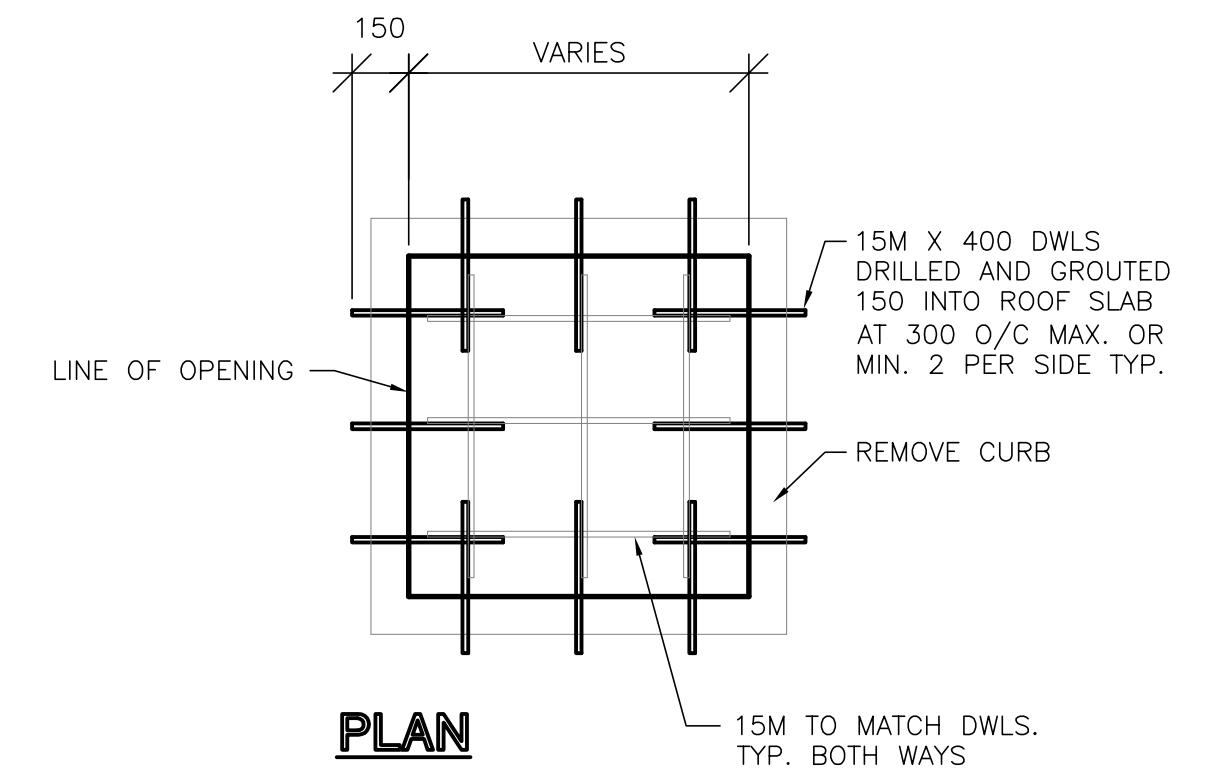 150
VARIES
15M X 400 DWLS
DRILLED AND GROUTED
150 INTO ROOF SLAB
AT 300 O/C MAX. OR
MIN. 2 PER SIDE TYP.
LINE OF OPENING
REMOVE CURB
PLAN
15M TO MATCH DWLS.
TYP. BOTH WAYS